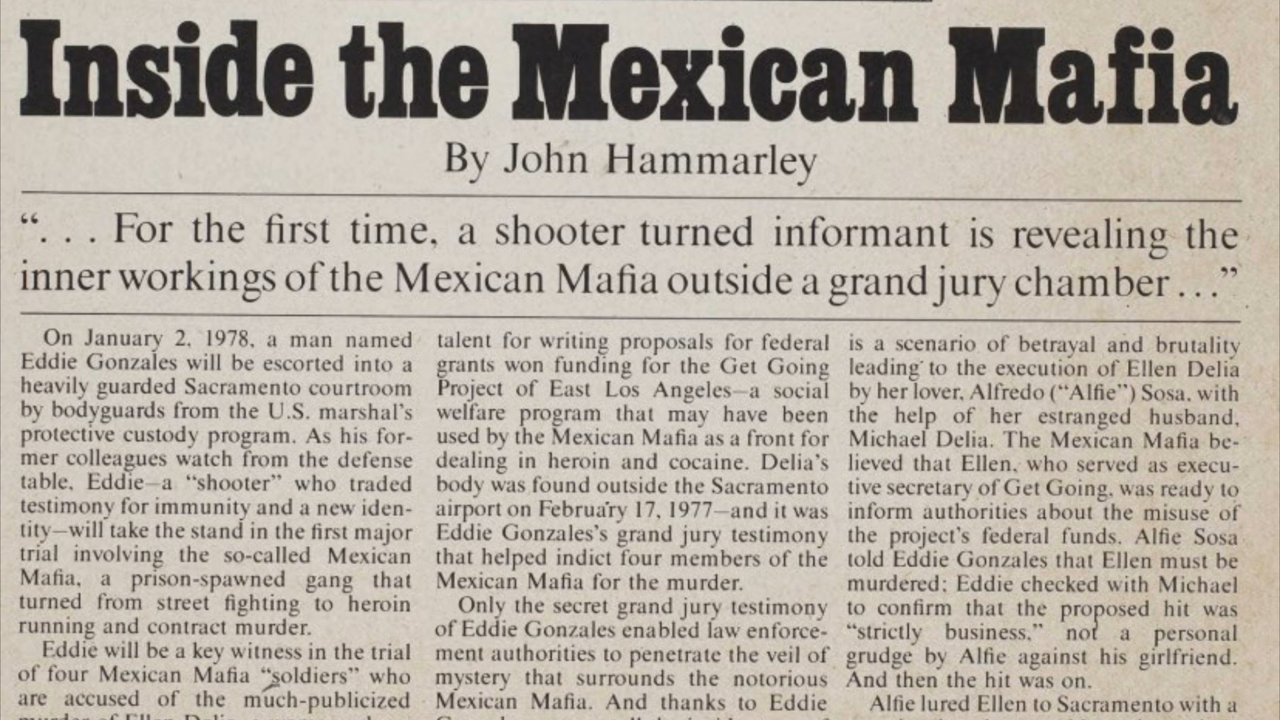 Inside the Mexican Mafia
By John Hammarley
“. . . For the first time, a shooter turned informant is revealing the
inner workings of the Mexican Mafia outside a grand jury chamber . . .”
On January 2, 1978, a man named
Eddie Gonzales will be escorted into a
heavily guarded Sacramento courtroom
by bodyguards from the U.S. marshal’s
protective custody program. As his for-
mer colleagues watch from the defense
table, Eddie—a “shooter” who traded
testimony for immunity and a new iden-
tity—will take the stand in the first major
trial involving the so-called Mexican
Mafia, a prison-spawned gang that
turned from street fighting to heroin
running and contract murder.
Eddie will be a key witness in the trial
of four Mexican Mafia “soldiers” who
are accused of the much-publicized
talent for writing proposals for federal
grants won funding for the Get Going
Project of East Los Angeles—a social
welfare program that may have been
used by the Mexican Mafia as a front for
dealing in heroin and cocaine. Delia’s
body was found outside the Sacramento
airport on February 17, 1977—and it was
Eddie Gonzales’s grand jury testimony
that helped indict four members of the
Mexican Mafia for the murder.
Only the secret grand jury testimony
of Eddie Gonzales enabled law enforce-
ment authorities to penetrate the veil of
mystery that surrounds the notorious
Mexican Mafia. And thanks to Eddie
is a scenario of betrayal and brutality
leading to the execution of Ellen Delia
by her lover, Alfredo (“Alfie”) Sosa, with
the help of her estranged husband,
Michael Delia. The Mexican Mafia be-
lieved that Ellen, who served as execu-
tive secretary of Get Going, was ready to
inform authorities about the misuse of
the project’s federal funds. Alfie Sosa
told Eddie Gonzales that Ellen must be
murdered; Eddie checked with Michael
to confirm that the proposed hit was
“strictly business,” not a personal
grudge by Alfie against his girlfriend.
And then the hit was on.
Alfie lured Ellen to Sacramento with a